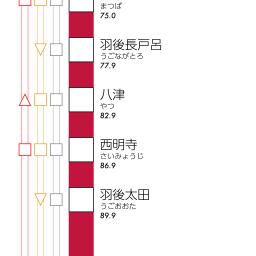 まつば
75.0
羽後長戸呂
うごながとろ
77.9
八津
やつ
82.9
西明寺
さいみょうじ
86.9
羽後太田
うごおおた
89.9